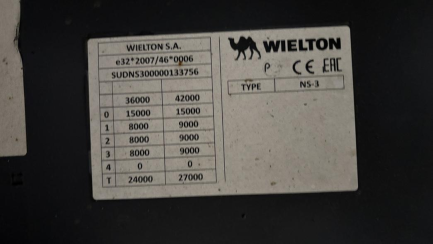 WIELTON S.A.
e32*2007/46*0006
SUDNS300000133756
36000 42000
0 15000 15000
1 8000 9000
2 8000 9000
3 8000 9000
4 0 0
T 24000 27000
WIELTON
P CE EAC
TYPE NS-3